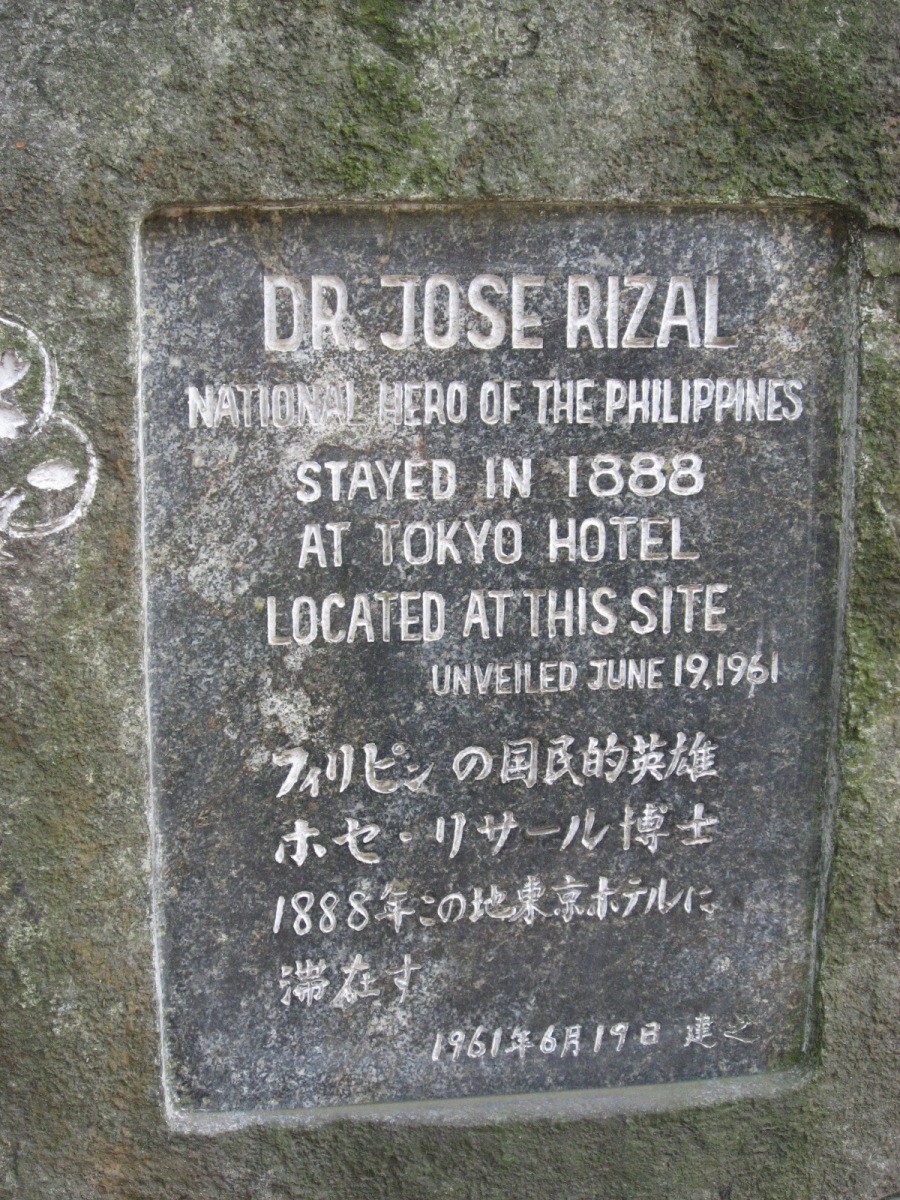 DR. JOSE RIZAL
NATIONAL HERO OF THE PHILIPPINES
STAYED IN 1888
AT TOKYO HOTEL
LOCATED AT THIS SITE
UNVEILED JUNE 19, 1961
フィリピンの国民的英雄
ホセ・リサール博士
1888年この地東京ホテルに
滞在す
1961年6月19日 建之